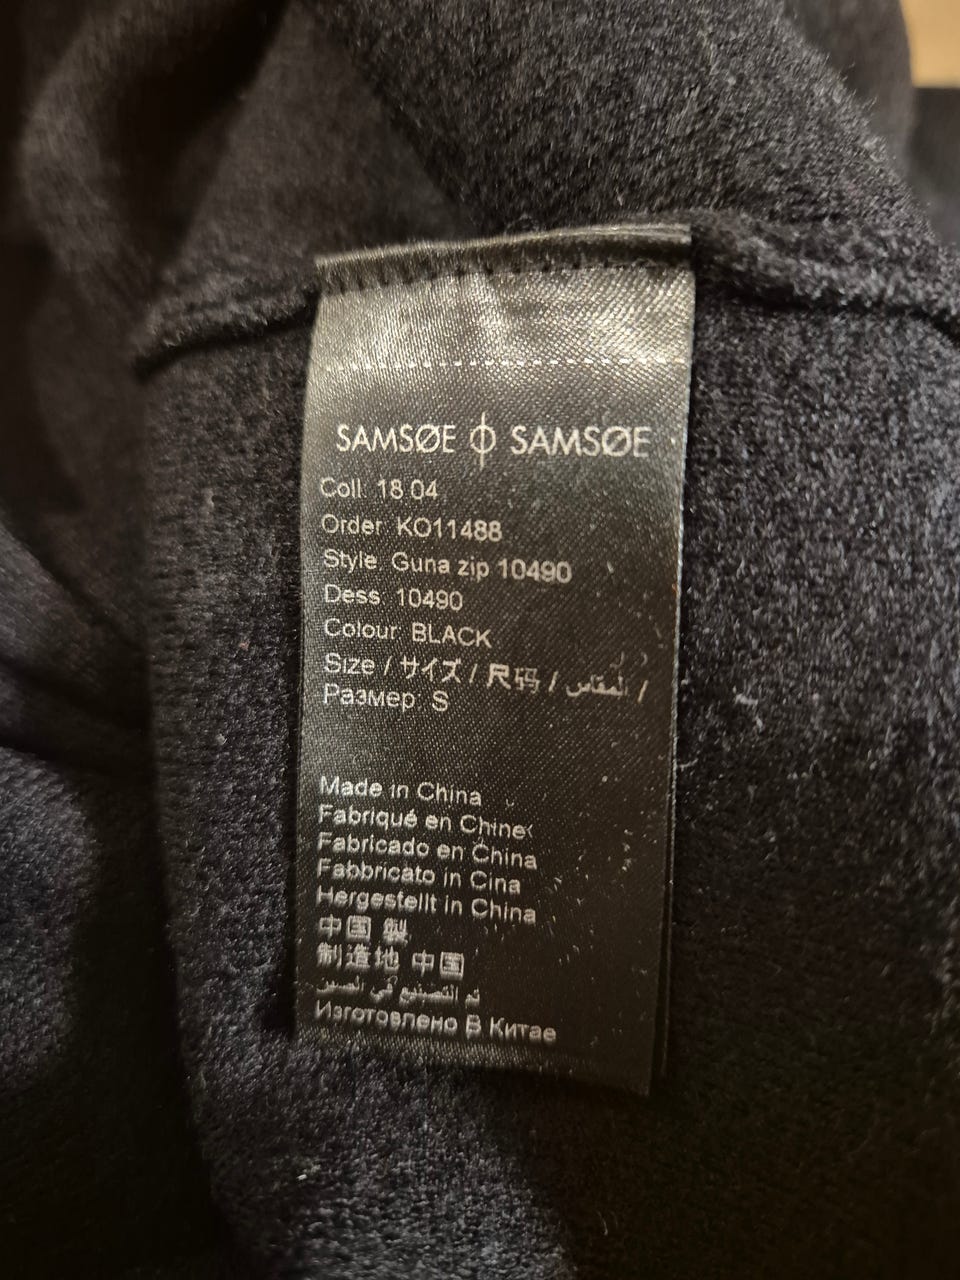 SAMSØE ϕ SAMSØE
Coll: 18 04
Order: KO11488
Style: Guna zip 10490
Dess: 10490
Colour: BLACK
Size / サイズ / 尺码 / المقاس /
Размер: S
Made in China
Fabriqué en Chine
Fabricado en China
Fabbricato in Cina
Hergestellt in China
中国 製
制造地 中国
تم التصنيع في الصين
Изготовлено В Китае